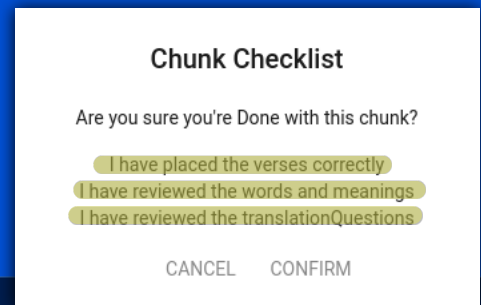 Chunk Checklist
Are you sure you're Done with this chunk?
I have placed the verses correctly
I have reviewed the words and meanings
I have reviewed the translationQuestions
CANCEL CONFIRM